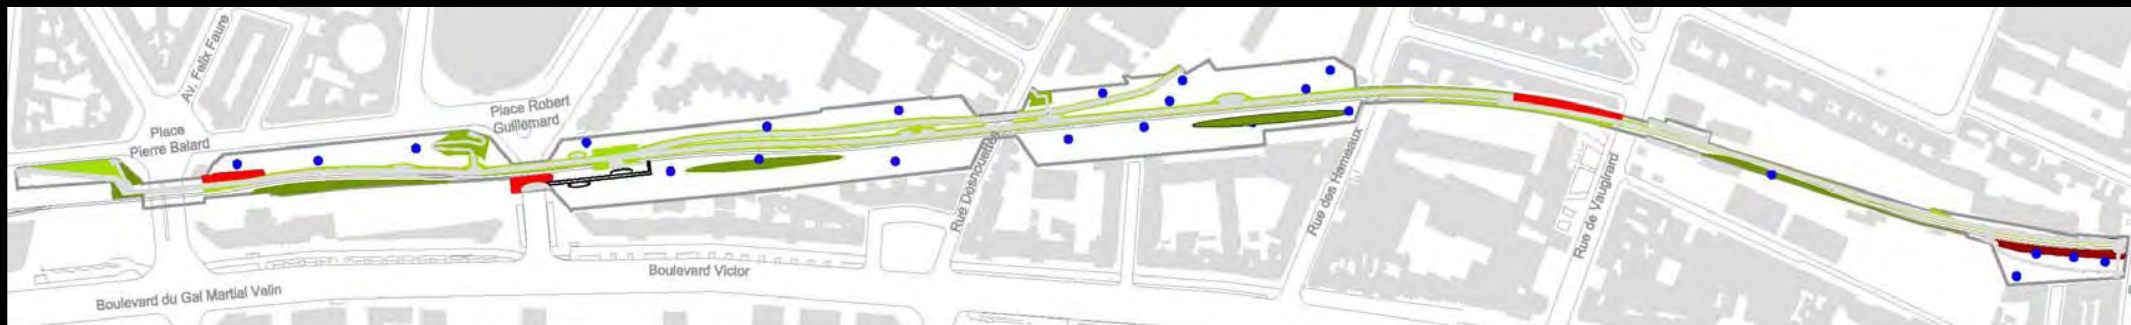 Av. Félix Faure
Place
Pierre Balard
Place Robert
Guillemard
Rue Desnouettes
Rue des Hameaux
Rue de Vaugirard
Boulevard Victor
Boulevard du Gal Martial Valin